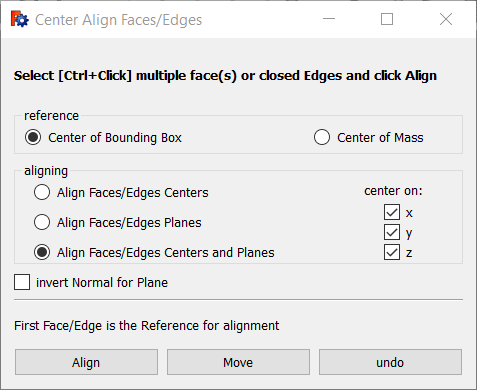 Center Align Faces/Edges
Select [Ctrl+Click] multiple face(s) or closed Edges and click Align
reference
Center of Bounding Box
Center of Mass
aligning
Align Faces/Edges Centers
center on:
x
Align Faces/Edges Planes
y
Align Faces/Edges Centers and Planes
z
invert Normal for Plane
First Face/Edge is the Reference for alignment
Align
Move
undo